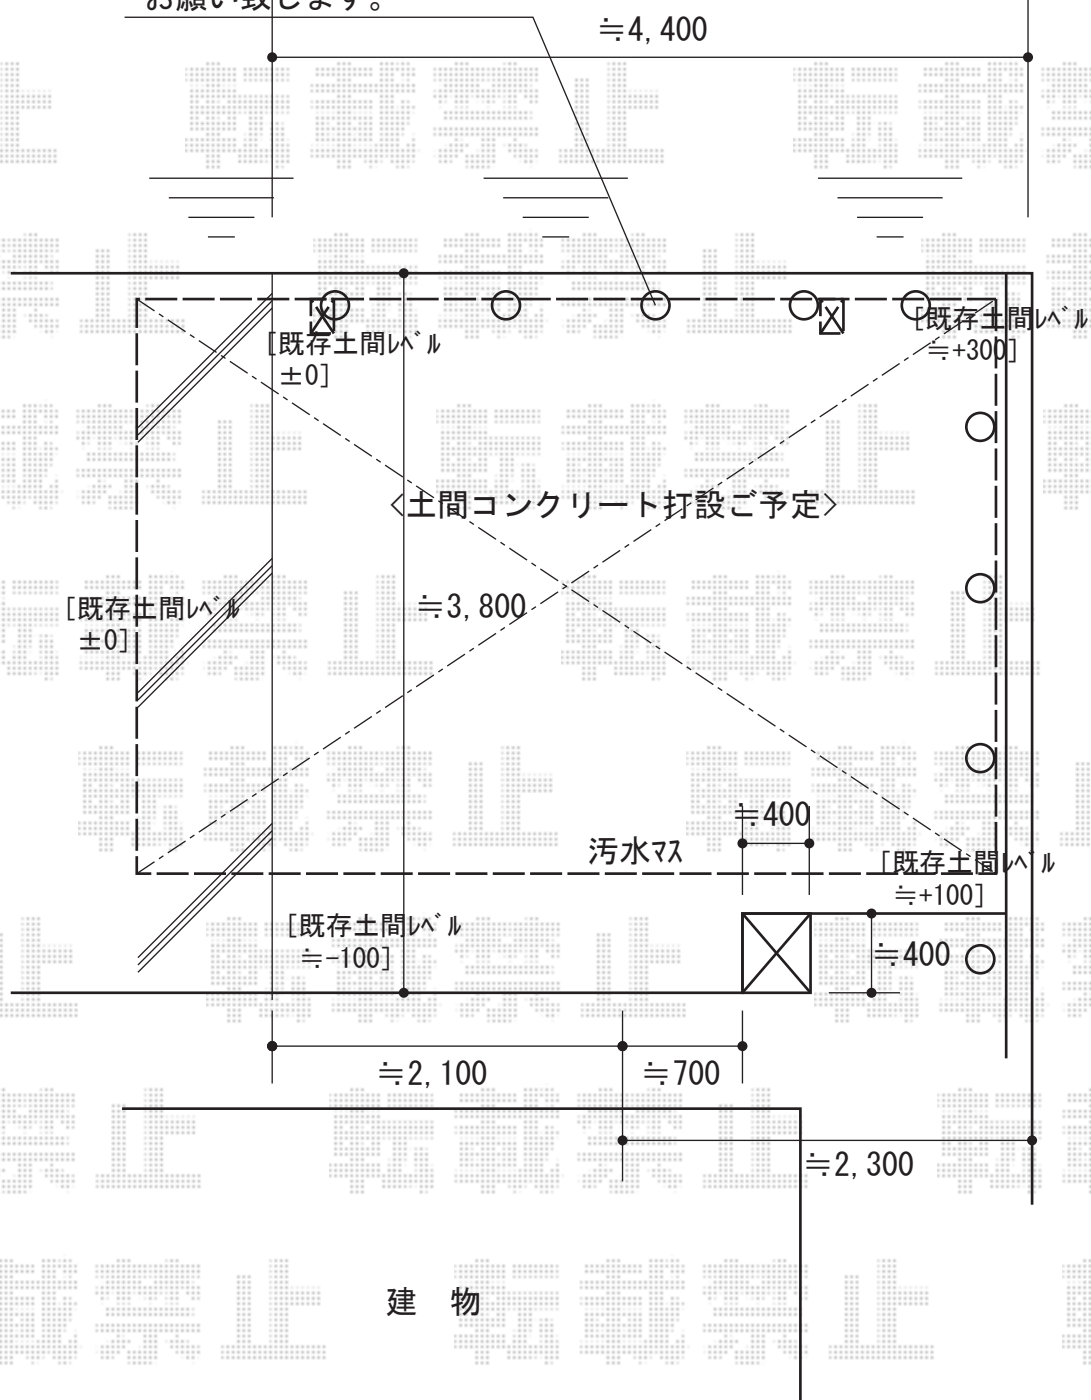 お願い致します。
≒4,400
[既存土間ﾚﾍﾞﾙ
±0]
[既存土間ﾚﾍﾞﾙ
≒+300]
<土間コンクリート打設ご予定>
[既存土間ﾚﾍﾞﾙ
±0]
≒3,800
≒400
汚水ﾏｽ
[既存土間ﾚﾍﾞﾙ
≒+100]
[既存土間ﾚﾍﾞﾙ
≒-100]
≒400
≒2,100
≒700
≒2,300
建 物
転載禁止